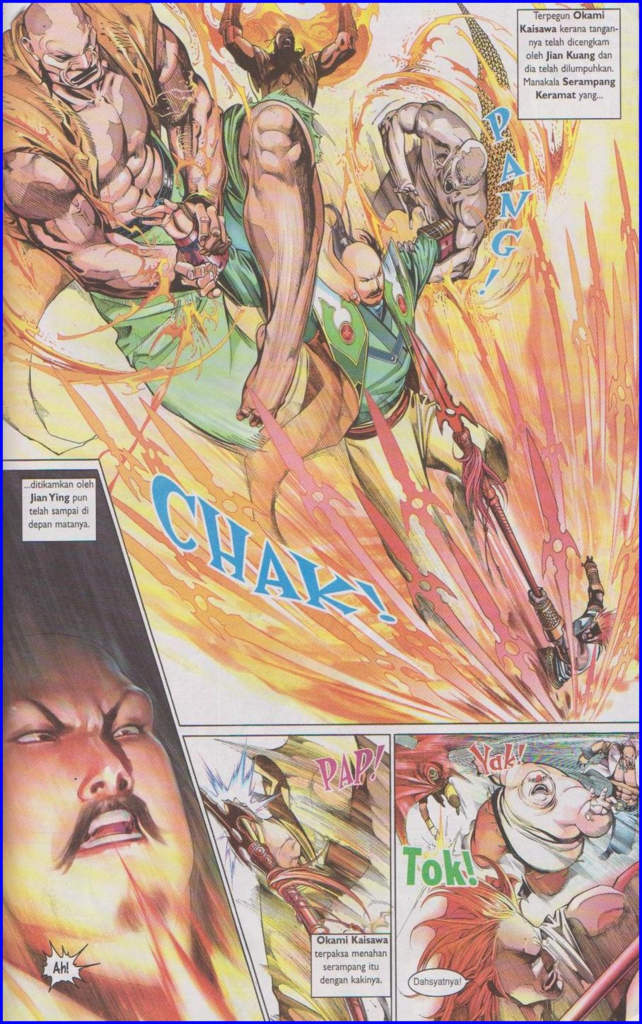 Terpegun Okami
Kaisawa kerana tangan-
nya telah dicengkam
oleh Jian Kuang dan
dia telah dilumpuhkan.
Manakala Serampang
Keramat yang...
PANG!
CHAK!
...ditikamkan oleh
Jian Ying pun
telah sampai di
depan matanya.
Ah!
PAP!
Okami Kaisawa
terpaksa menahan
serampang itu
dengan kakinya.
Yak!
Tok!
Dahsyatnya!